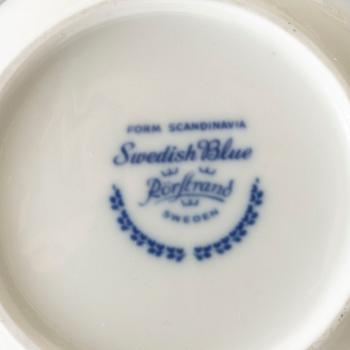 FORM SCANDINAVIA
Swedish Blue
Rörstrand
SWEDEN